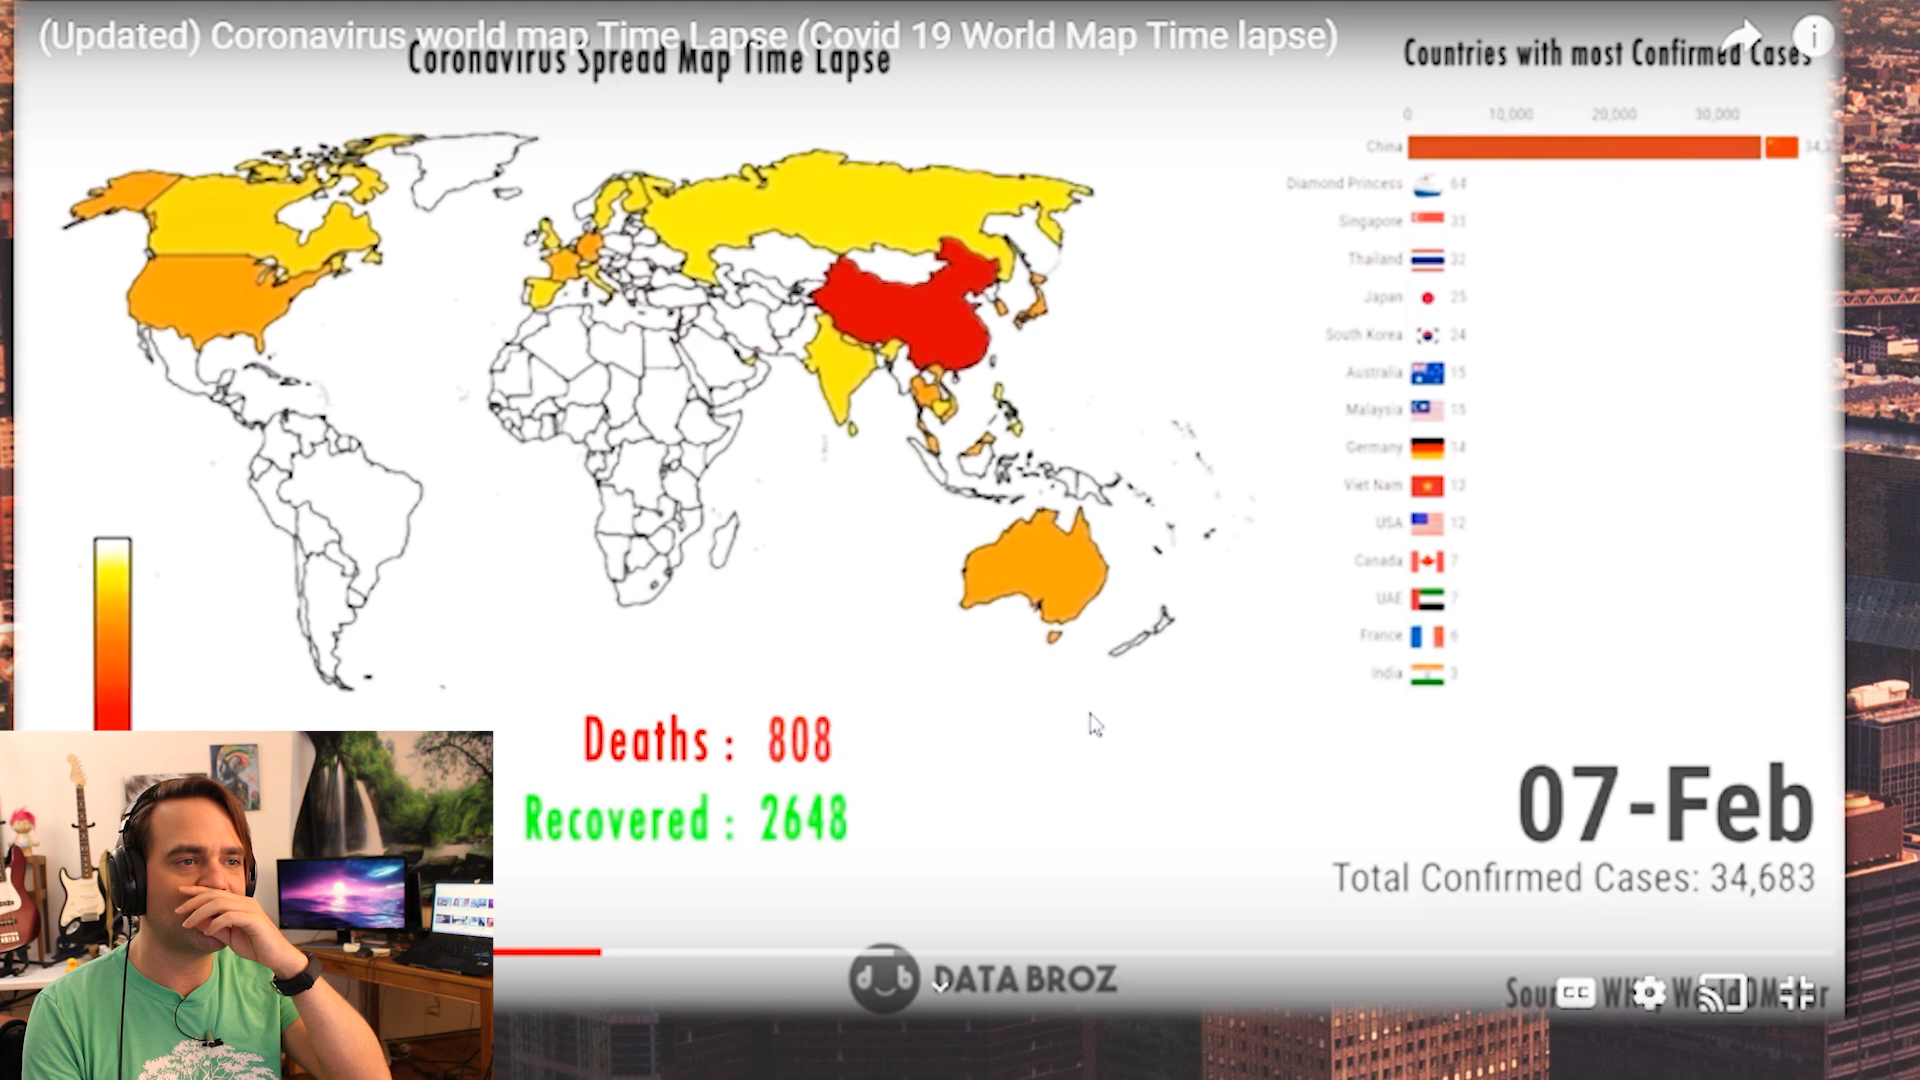 (Updated) Coronavirus world map Time Lapse (Covid 19 World Map Time lapse)
Coronavirus Spread Map Time Lapse
Countries with most Confirmed Cases
0 10,000 20,000 30,000
China
Diamond Princess 64
Singapore 33
Thailand 32
Japan 25
South Korea 24
Australia 15
Malaysia 15
Germany 14
Viet Nam 13
USA 12
Canada 7
UAE 7
France 6
India 3
Deaths : 808
Recovered : 2648
07-Feb
Total Confirmed Cases: 34,683
DATA BROZ
CC